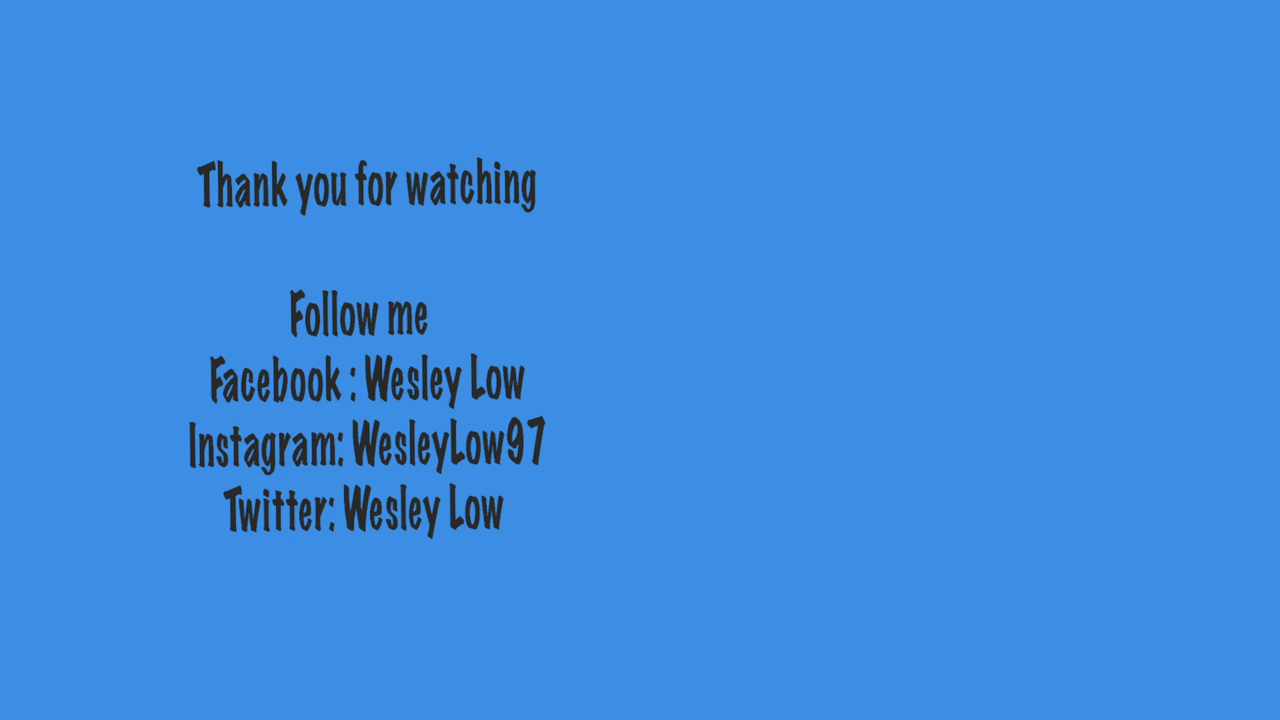 Thank you for watching
Follow me
Facebook : Wesley Low
Instagram: WesleyLow97
Twitter: Wesley Low